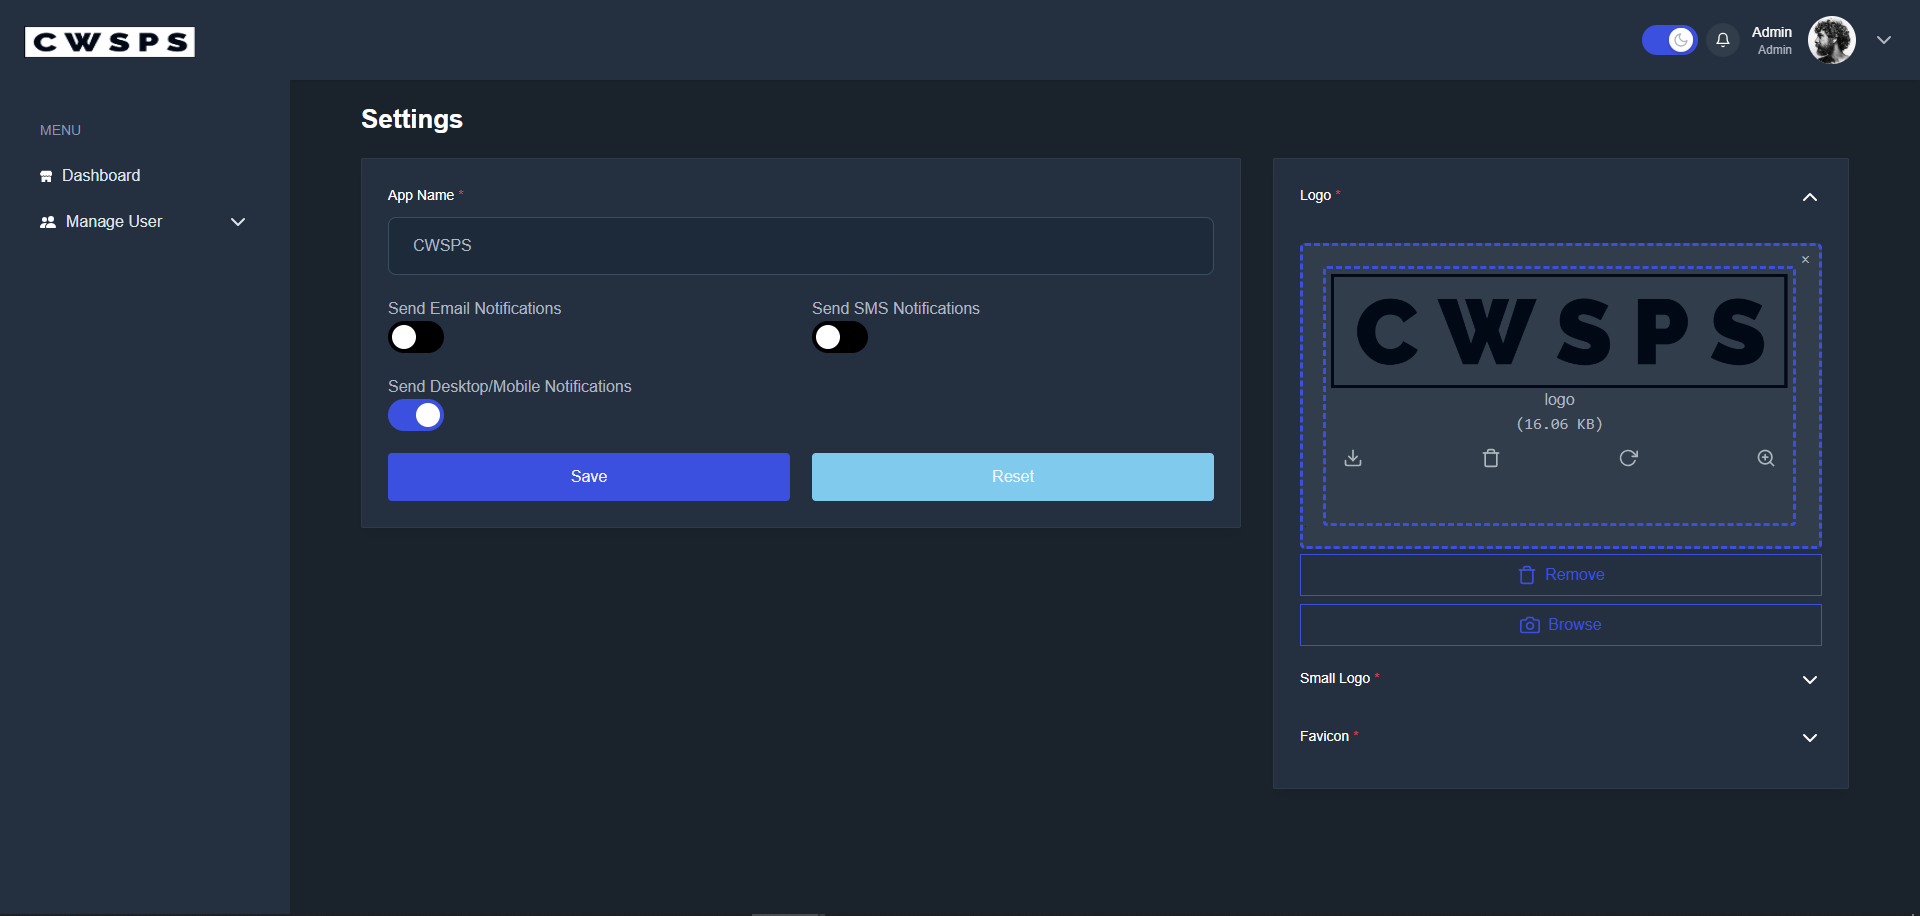 CWSPS
Admin
Admin
MENU
Dashboard
Manage User
Settings
App Name *
CWSPS
Send Email Notifications
Send SMS Notifications
Send Desktop/Mobile Notifications
Save
Reset
Logo *
×
CWSPS
logo
(16.06 KB)
Remove
Browse
Small Logo *
Favicon *